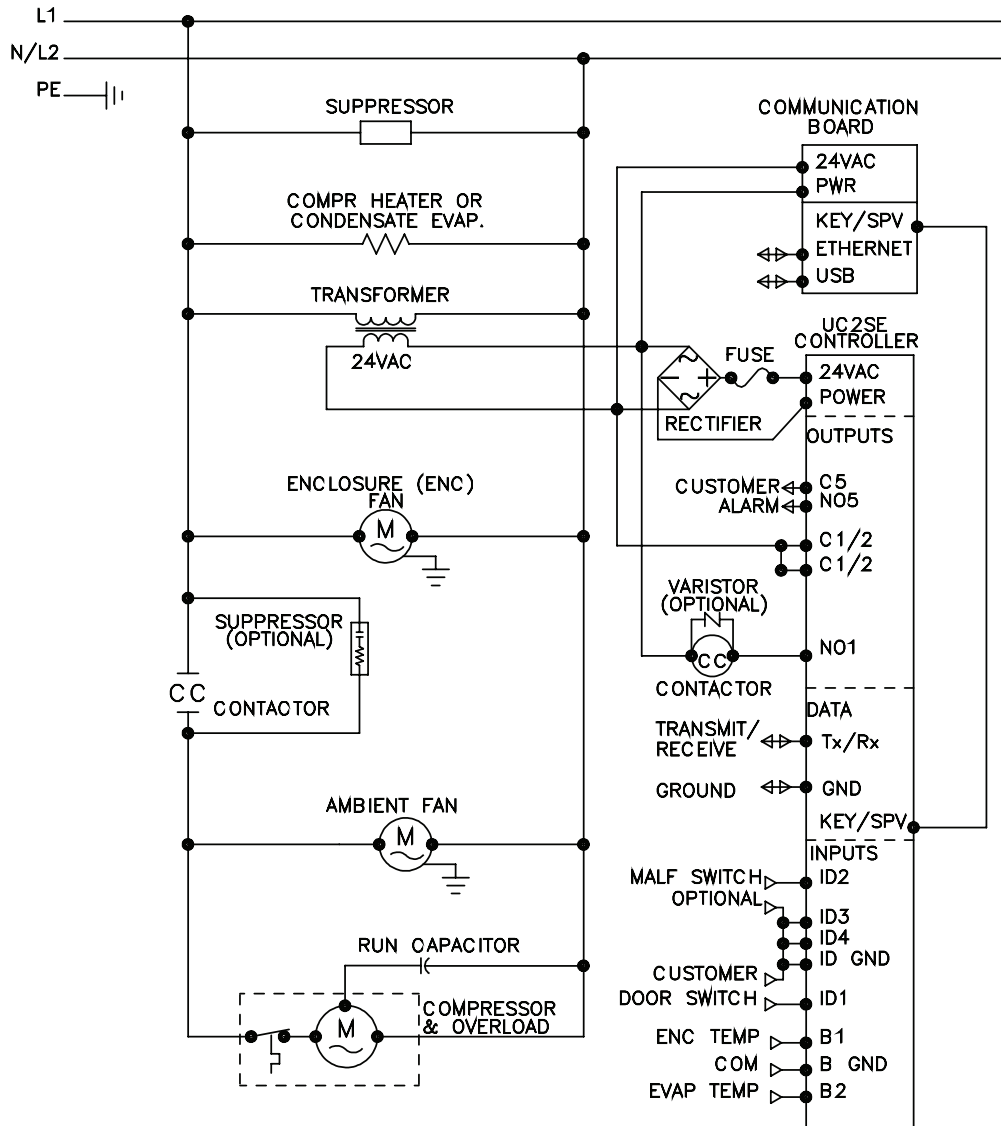 L1
N/L2
PE
SUPPRESSOR
COMMUNICATION
BOARD
24VAC
PWR
KEY/SPV
ETHERNET
USB
COMPR HEATER OR
CONDENSATE EVAP.
TRANSFORMER
24VAC
UC2SE
CONTROLLER
FUSE
24VAC
POWER
- +
RECTIFIER
OUTPUTS
ENCLOSURE (ENC)
FAN
M
CUSTOMER
ALARM
C5
NO5
C1/2
C1/2
VARISTOR
(OPTIONAL)
CC
CONTACTOR
NO1
SUPPRESSOR
(OPTIONAL)
CC
CONTACTOR
DATA
TRANSMIT/
RECEIVE
Tx/Rx
GROUND
GND
KEY/SPV
AMBIENT FAN
M
INPUTS
MALF SWITCH
ID2
OPTIONAL
ID3
ID4
ID GND
CUSTOMER
DOOR SWITCH
ID1
RUN CAPACITOR
COMPRESSOR
& OVERLOAD
M
ENC TEMP
B1
COM
B GND
EVAP TEMP
B2